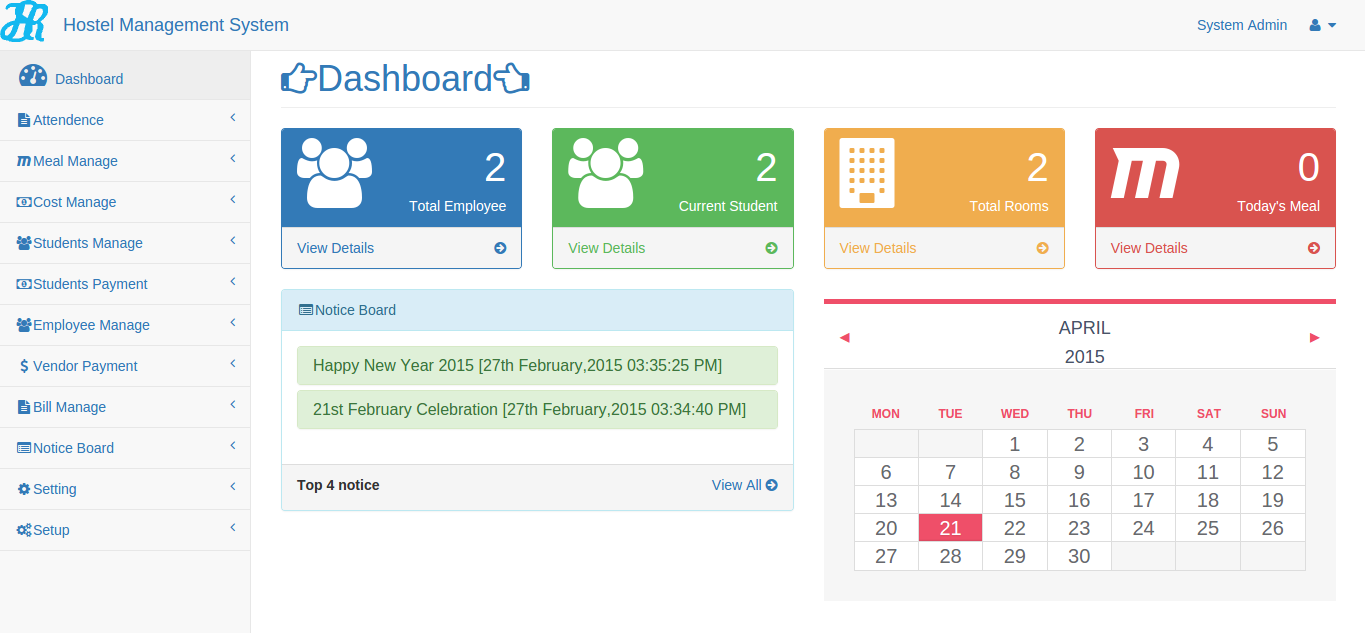 Hostel Management System
System Admin
Dashboard
Attendence
Meal Manage
Cost Manage
Students Manage
Students Payment
Employee Manage
Vendor Payment
Bill Manage
Notice Board
Setting
Setup
Dashboard
2
Total Employee
View Details
2
Current Student
View Details
2
Total Rooms
View Details
0
Today's Meal
View Details
Notice Board
Happy New Year 2015 [27th February,2015 03:35:25 PM]
21st February Celebration [27th February,2015 03:34:40 PM]
Top 4 notice View All
APRIL
2015
MON TUE WED THU FRI SAT SUN
1 2 3 4 5
6 7 8 9 10 11 12
13 14 15 16 17 18 19
20 21 22 23 24 25 26
27 28 29 30